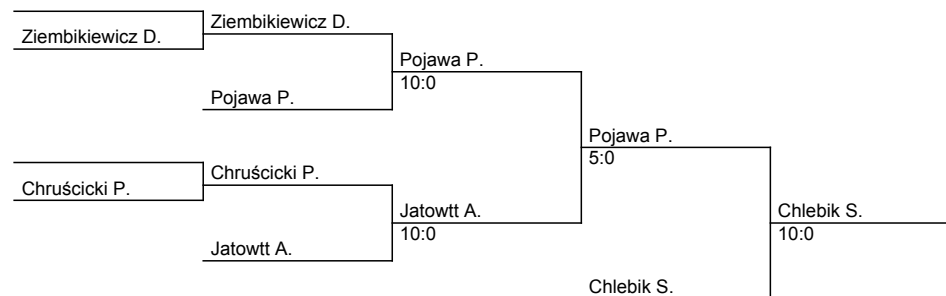 Ziembikiewicz D.
Ziembikiewicz D.
Pojawa P.
10:0
Pojawa P.
Pojawa P.
5:0
Chruścicki P.
Chruścicki P.
Jatowtt A.
10:0
Jatowtt A.
Chlebik S.
10:0
Chlebik S.